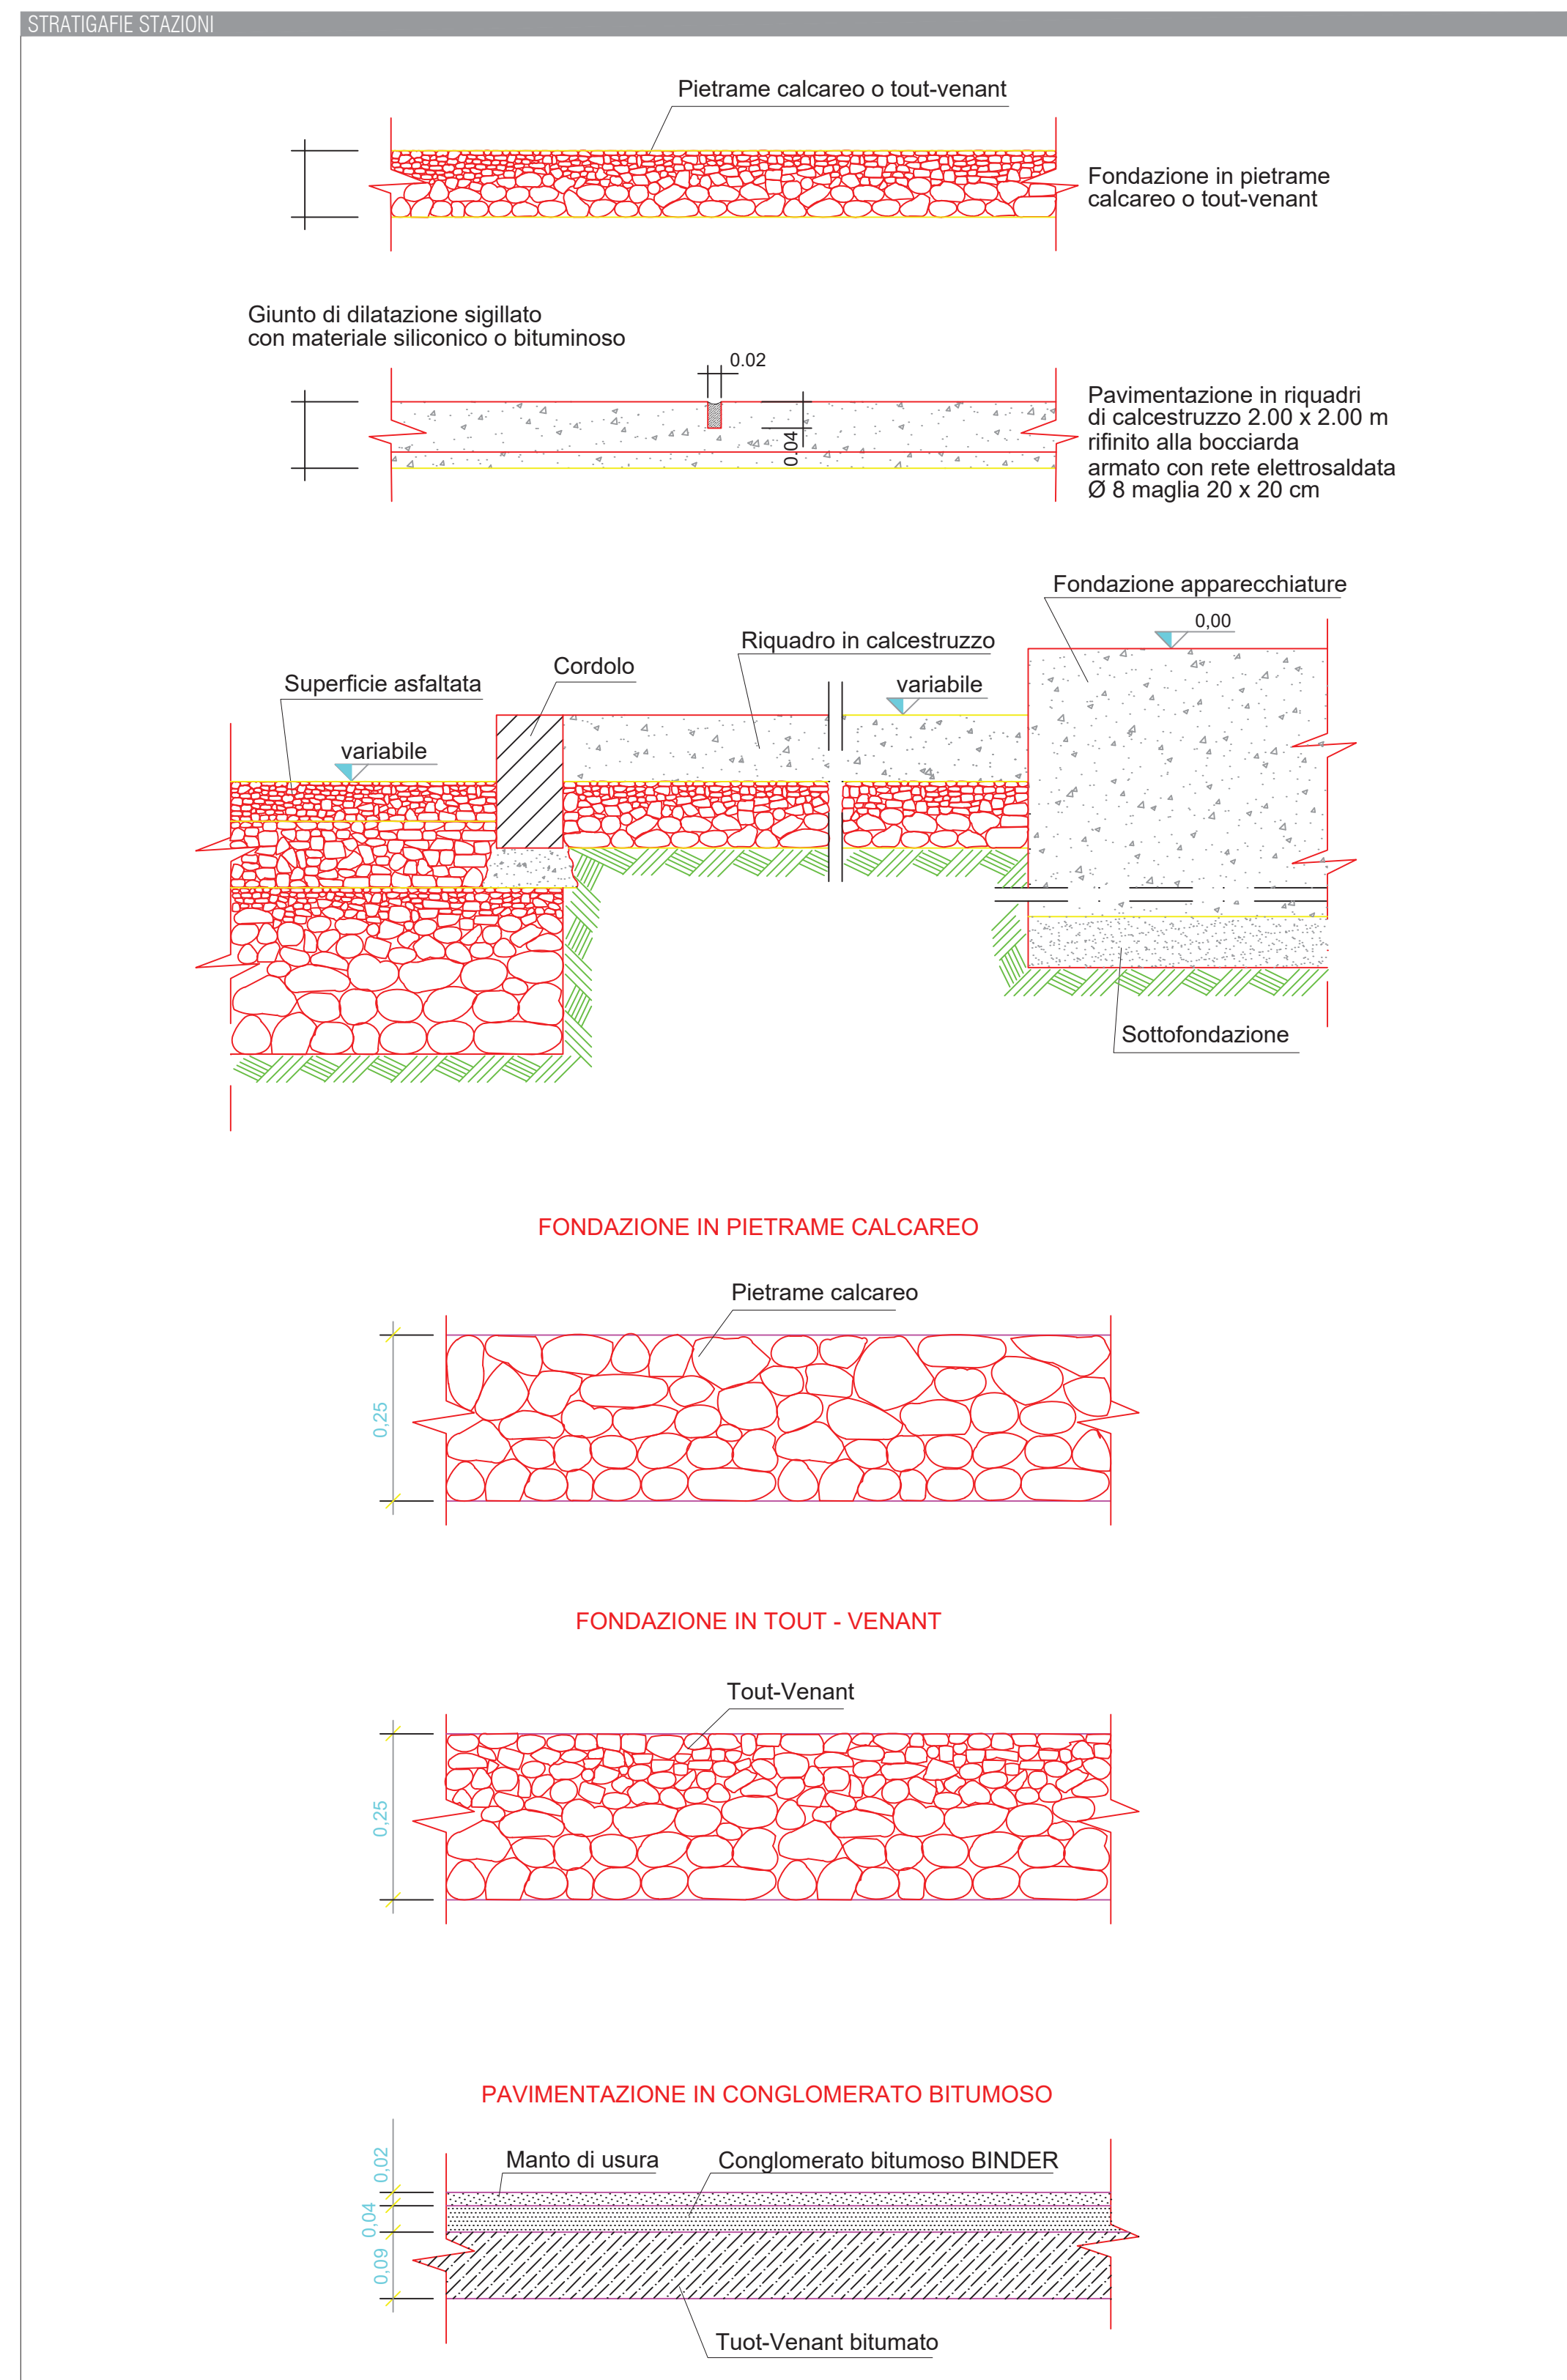 STRATIGAFIE STAZIONI
Pietrame calcareo o tout-venant
Fondazione in pietrame
calcareo o tout-venant
Giunto di dilatazione sigillato
con materiale siliconico o bituminoso
0.02
0.04
Pavimentazione in riquadri
di calcestruzzo 2.00 x 2.00 m
rifinito alla bocciarda
armato con rete elettrosaldata
Ø 8 maglia 20 x 20 cm
Fondazione apparecchiature
0,00
Riquadro in calcestruzzo
Cordolo
Superficie asfaltata
variabile
variabile
Sottofondazione
FONDAZIONE IN PIETRAME CALCAREO
Pietrame calcareo
0,25
FONDAZIONE IN TOUT - VENANT
Tout-Venant
0,25
PAVIMENTAZIONE IN CONGLOMERATO BITUMOSO
Manto di usura
Conglomerato bitumoso BINDER
0,02
0,04
0,09
Tuot-Venant bitumato